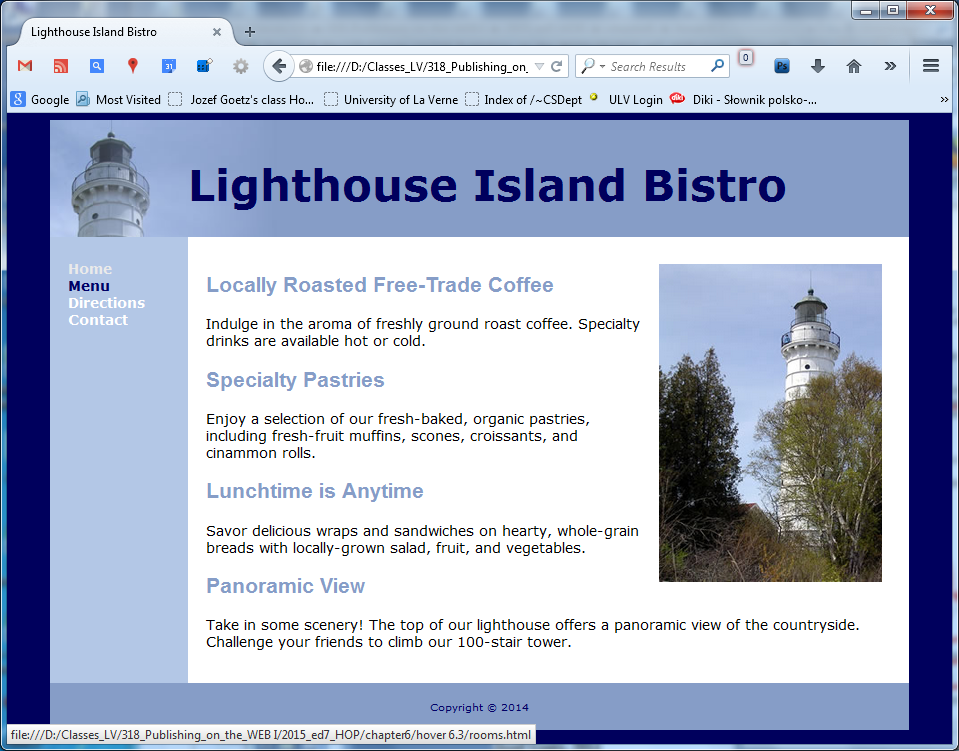 Lighthouse Island Bistro
file:///D:/Classes_LV/318_Publishing_on_
Search Results
0
Ps
31
8 Google
Most Visited
Jozef Goetz's class Ho...
University of La Verne
Index of /~CSDept
ULV Login
diki
Diki - Słownik polsko-...
Lighthouse Island Bistro
Home
Menu
Directions
Contact
Locally Roasted Free-Trade Coffee
Indulge in the aroma of freshly ground roast coffee. Specialty
drinks are available hot or cold.
Specialty Pastries
Enjoy a selection of our fresh-baked, organic pastries,
including fresh-fruit muffins, scones, croissants, and
cinammon rolls.
Lunchtime is Anytime
Savor delicious wraps and sandwiches on hearty, whole-grain
breads with locally-grown salad, fruit, and vegetables.
Panoramic View
Take in some scenery! The top of our lighthouse offers a panoramic view of the countryside.
Challenge your friends to climb our 100-stair tower.
Copyright © 2014
file:///D:/Classes_LV/318_Publishing_on_the_WEB I/2015_ed7_HOP/chapter6/hover 6.3/rooms.html